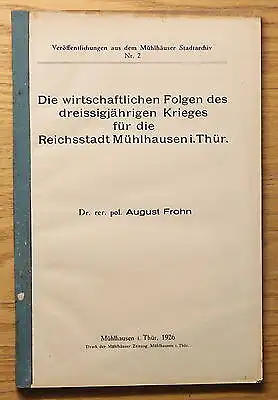 Veröffentlichungen aus dem Mühlhäuser Stadtarchiv
Nr. 2
Die wirtschaftlichen Folgen des
dreissigjährigen Krieges
für die
Reichsstadt Mühlhausen i. Thür.
Dr. rer. pol. August Frohn
Mühlhausen i. Thür. 1926
Druck der Mühlhäuser Zeitung Mühlhausen i. Thür.